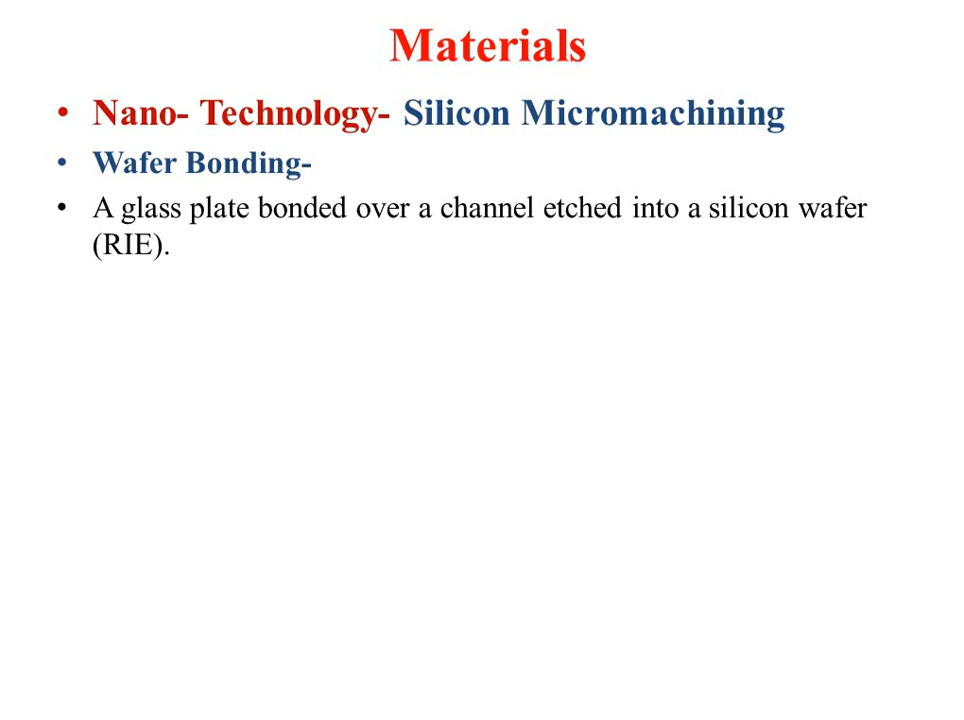 Materials
• Nano- Technology- Silicon Micromachining
• Wafer Bonding-
• A glass plate bonded over a channel etched into a silicon wafer
(RIE).